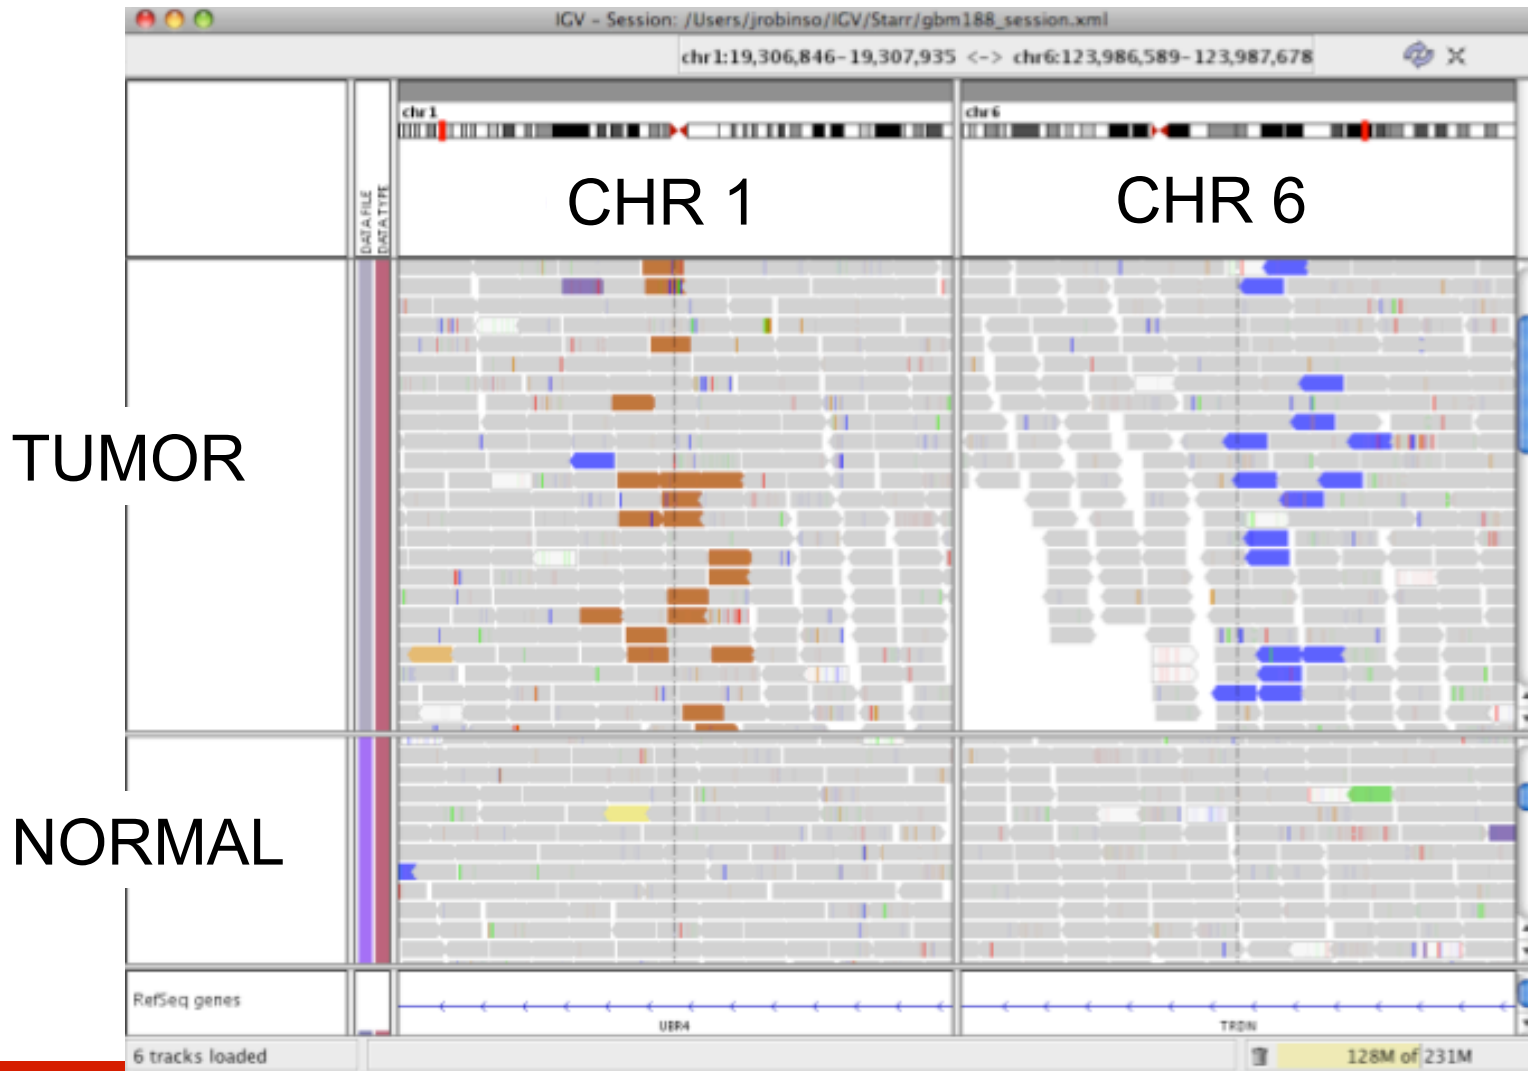 IGV - Session: /Users/jrobinso/IGV/Starr/gbm188_session.xml
chr1:19,306,846-19,307,935 <-> chr6:123,986,589-123,987,678
DATA FILE
DATA TYPE
chr1
chr6
CHR 1
CHR 6
TUMOR
NORMAL
RefSeq genes
UBR4
TRDN
6 tracks loaded
128M of 231M